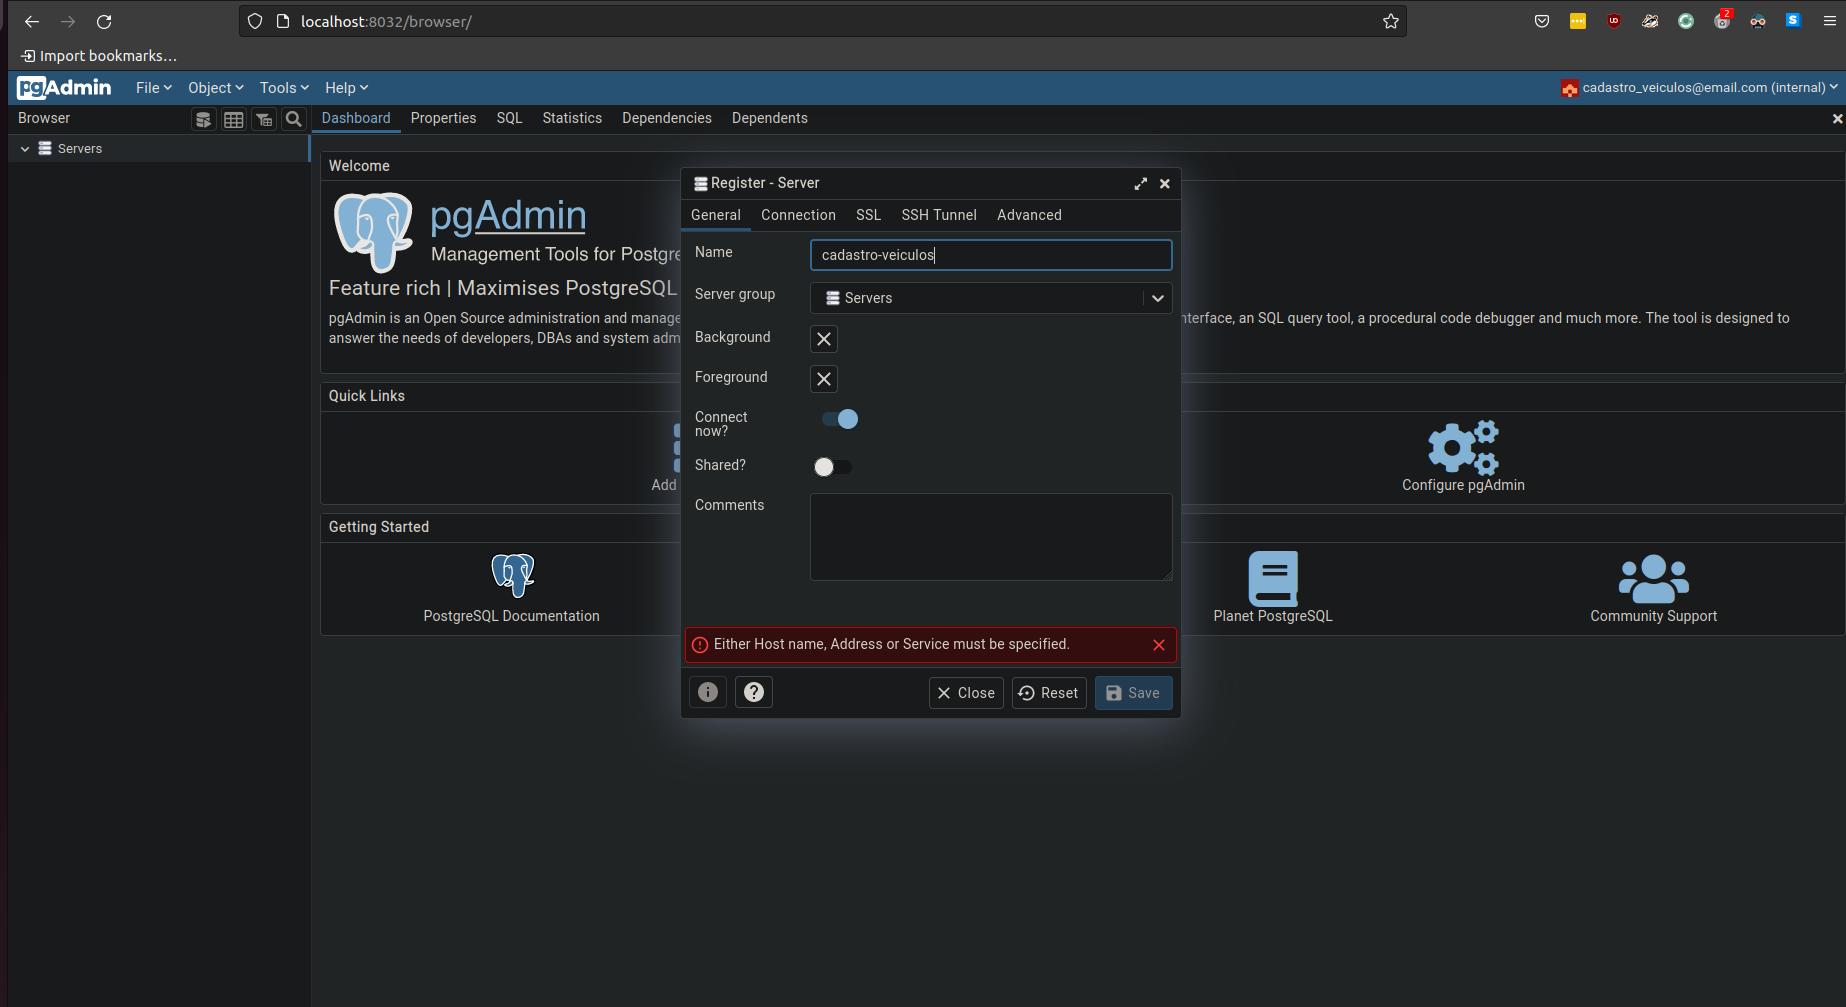 localhost:8032/browser/
2
Import bookmarks...
pgAdmin File Object Tools Help cadastro_veiculos@email.com (internal)
Browser Dashboard Properties SQL Statistics Dependencies Dependents
Servers
Welcome
pgAdmin
Management Tools for Postgre
Feature rich | Maximises PostgreSQL
pgAdmin is an Open Source administration and manage nterface, an SQL query tool, a procedural code debugger and much more. The tool is designed to
answer the needs of developers, DBAs and system adm
Quick Links
Add
Configure pgAdmin
Getting Started
PostgreSQL Documentation
Planet PostgreSQL
Community Support
Register - Server
General Connection SSL SSH Tunnel Advanced
Name cadastro-veiculos
Server group Servers
Background
Foreground
Connect
now?
Shared?
Comments
Either Host name, Address or Service must be specified.
Close Reset Save